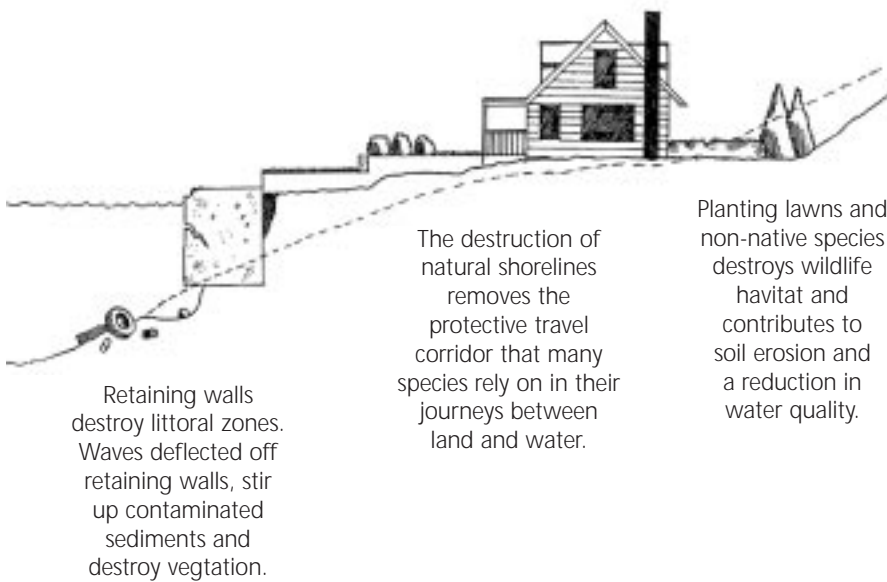 Retaining walls
destroy littoral zones.
Waves deflected off
retaining walls, stir
up contaminated
sediments and
destroy vegtation.
The destruction of
natural shorelines
removes the
protective travel
corridor that many
species rely on in their
journeys between
land and water.
Planting lawns and
non-native species
destroys wildlife
havitat and
contributes to
soil erosion and
a reduction in
water quality.